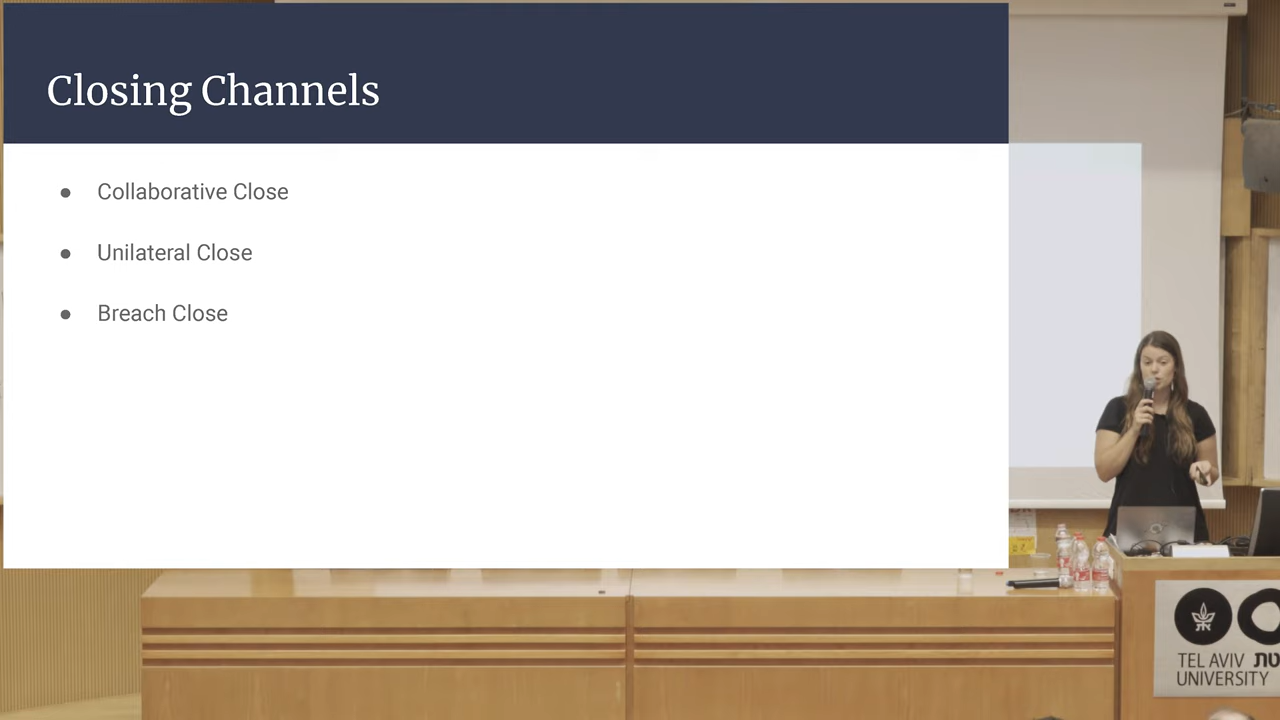 Closing Channels
Collaborative Close
Unilateral Close
Breach Close
TEL AVIV
UNIVERSITY